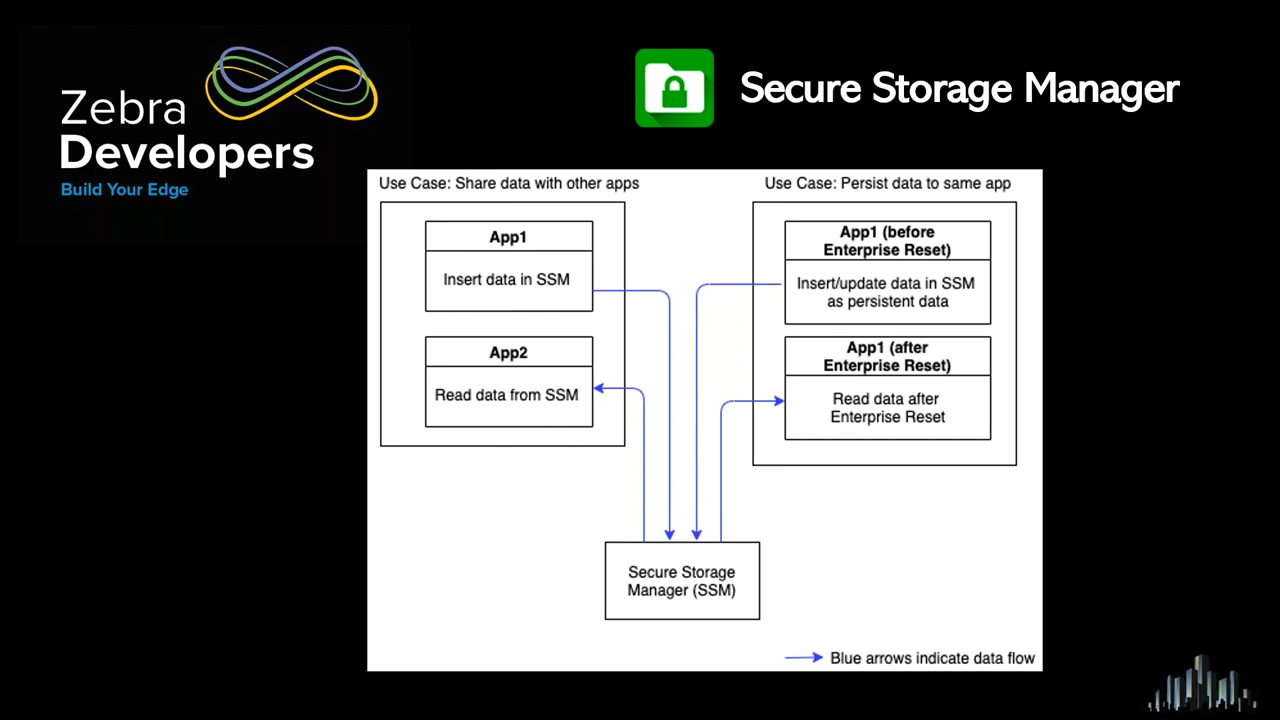 Zebra
Developers
Build Your Edge
Secure Storage Manager
Use Case: Share data with other apps
App1
Insert data in SSM
App2
Read data from SSM
Use Case: Persist data to same app
App1 (before
Enterprise Reset)
Insert/update data in SSM
as persistent data
App1 (after
Enterprise Reset)
Read data after
Enterprise Reset
Secure Storage
Manager (SSM)
Blue arrows indicate data flow